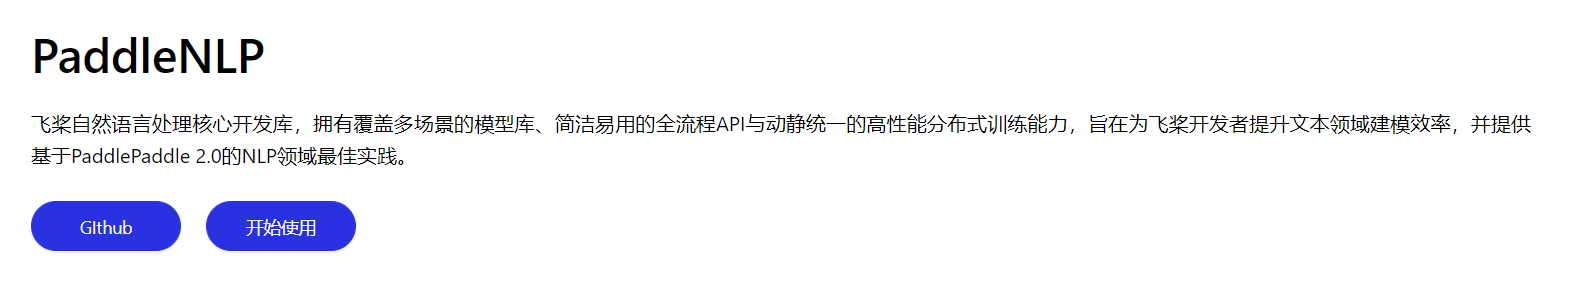 PaddleNLP
飞桨自然语言处理核心开发库，拥有覆盖多场景的模型库、简洁易用的全流程API与动静统一的高性能分布式训练能力，旨在为飞桨开发者提升文本领域建模效率，并提供
基于PaddlePaddle 2.0的NLP领域最佳实践。
GIthub 开始使用